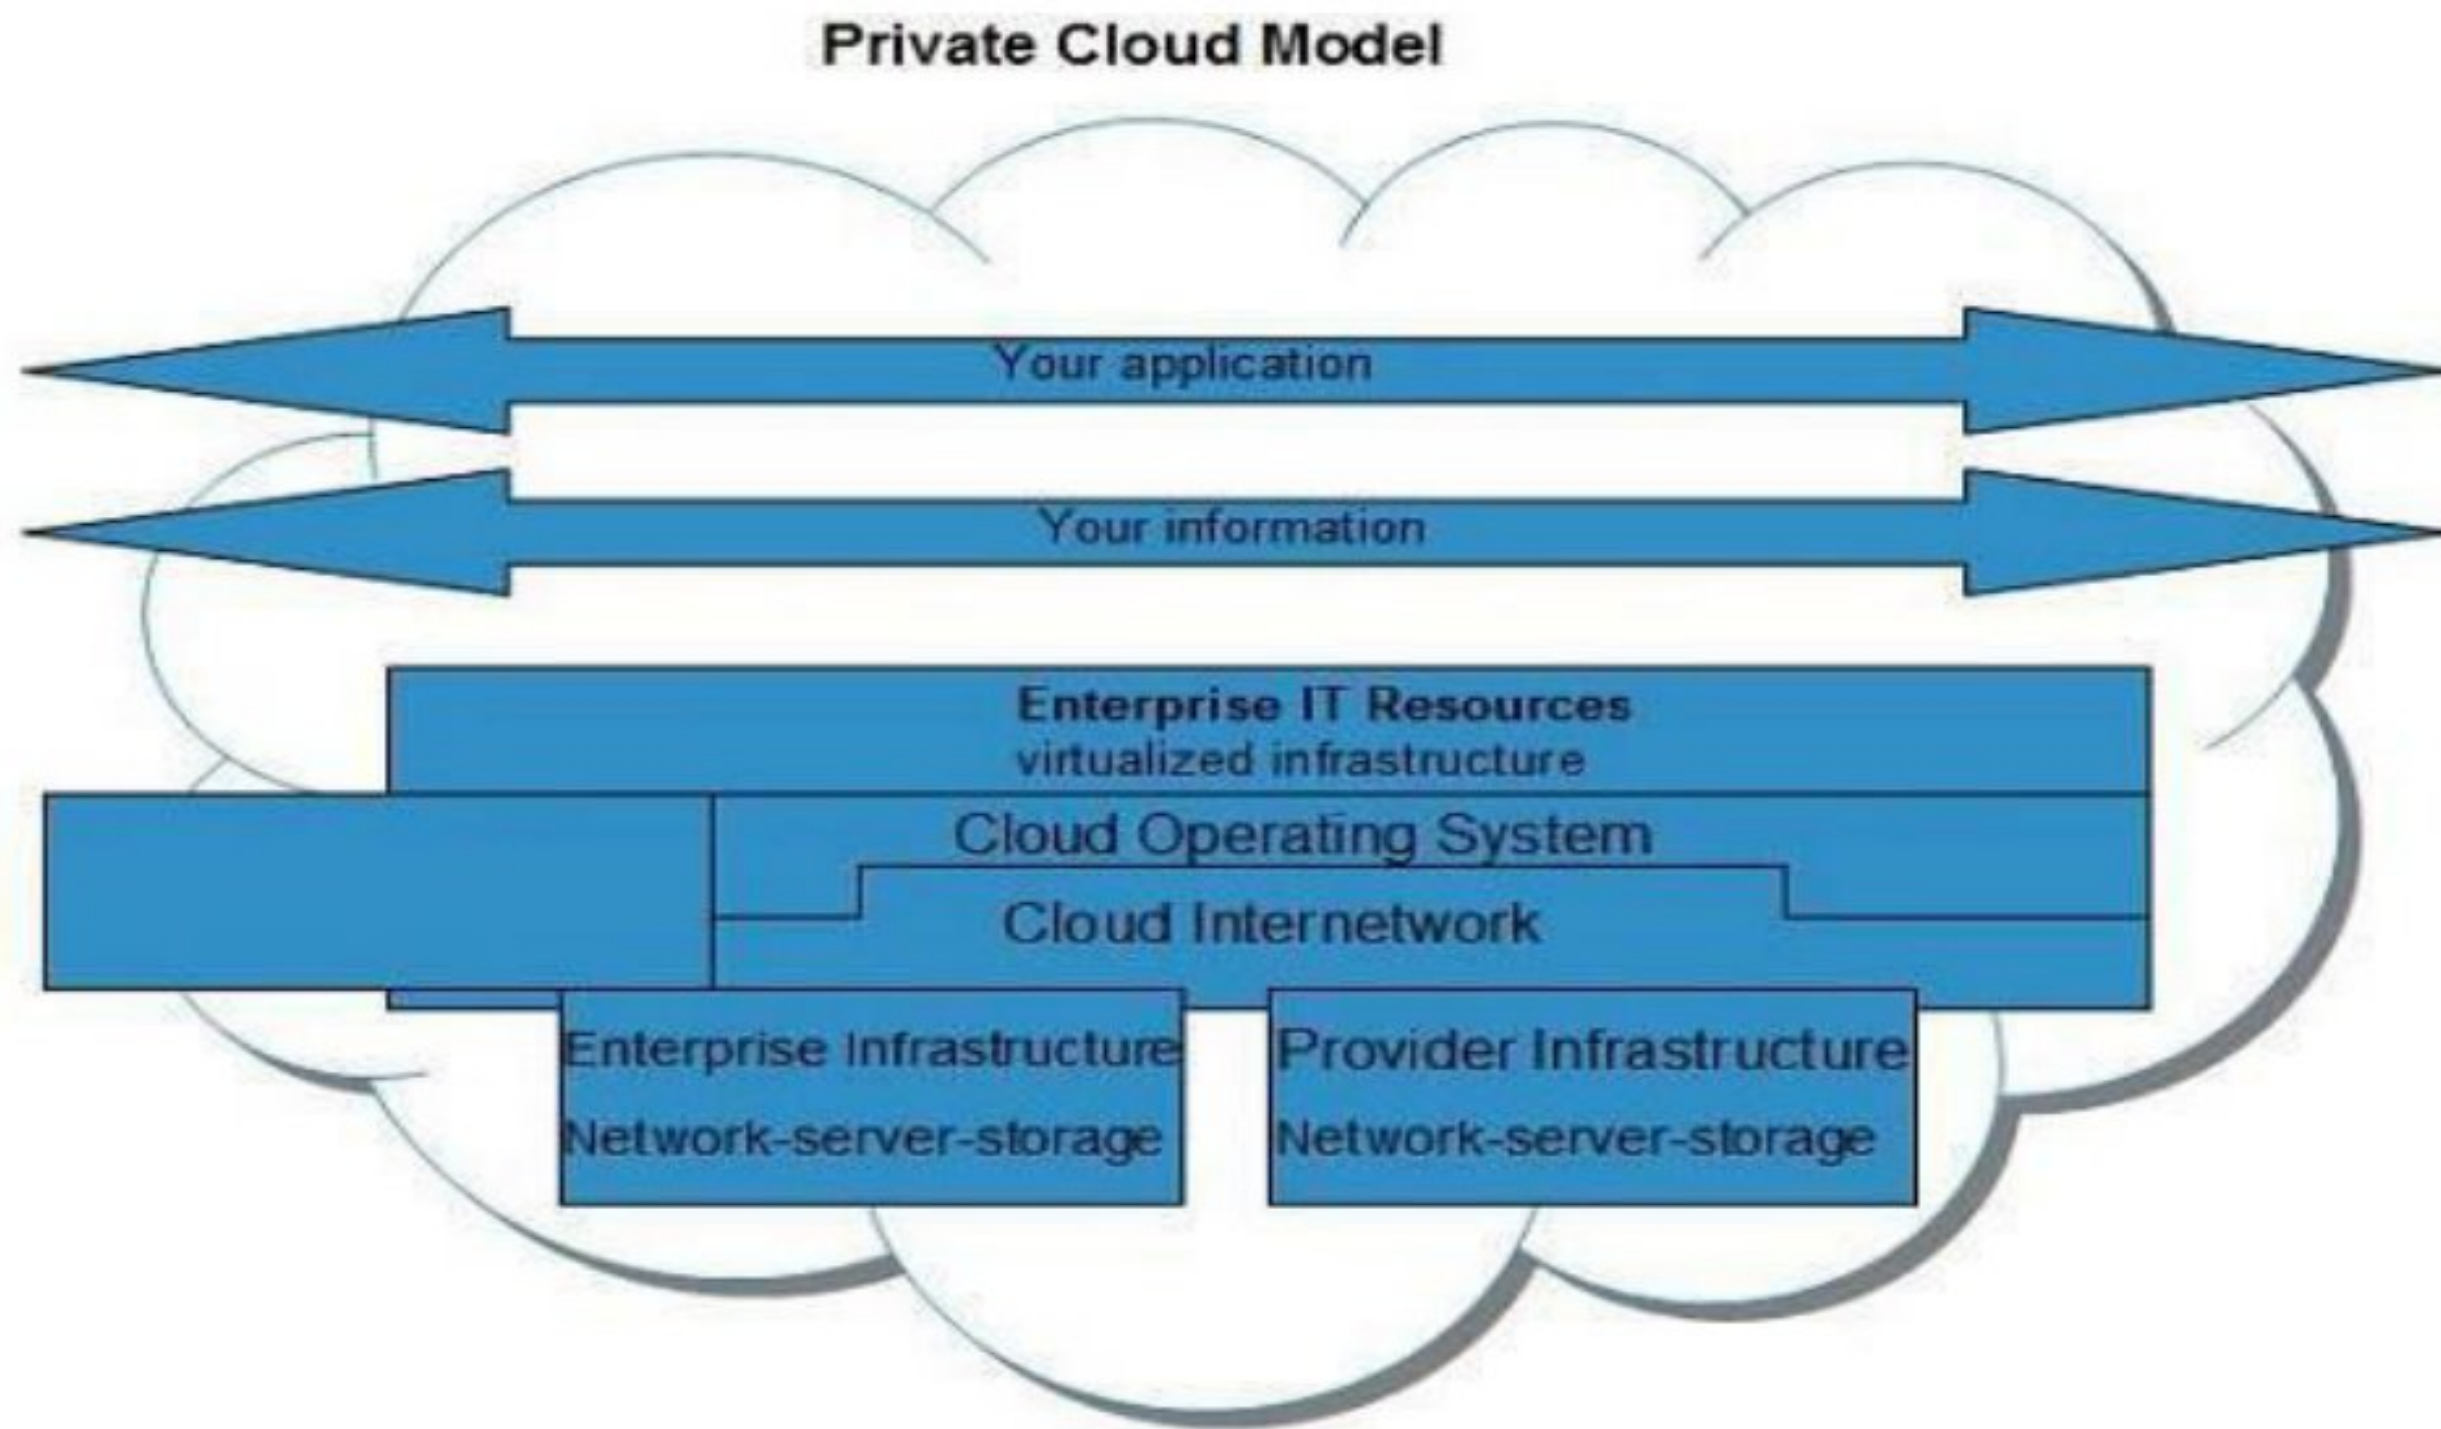 Private Cloud Model
Your application
Your information
Enterprise IT Resources
virtualized infrastructure
Cloud Operating System
Cloud Internetwork
Enterprise Infrastructure
Network-server-storage
Provider Infrastructure
Network-server-storage